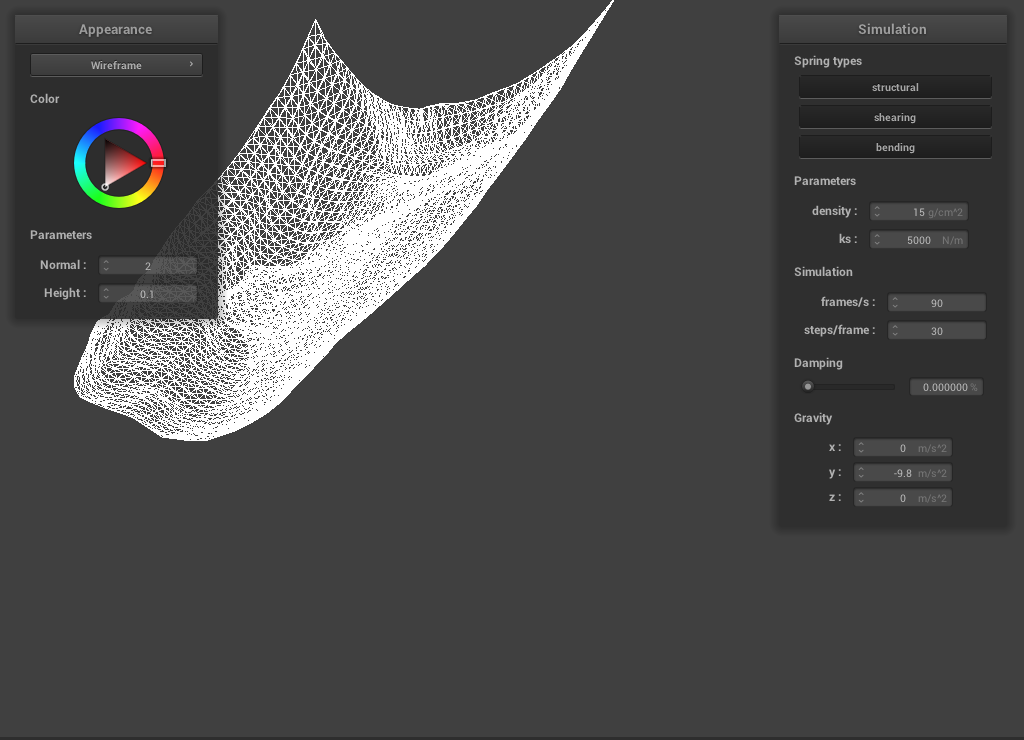 Appearance
Wireframe
Color
Parameters
Normal : 2
Height : 0.1
Simulation
Spring types
structural
shearing
bending
Parameters
density : 15 g/cm^2
ks : 5000 N/m
Simulation
frames/s : 90
steps/frame : 30
Damping
0.000000 %
Gravity
x : 0 m/s^2
y : -9.8 m/s^2
z : 0 m/s^2